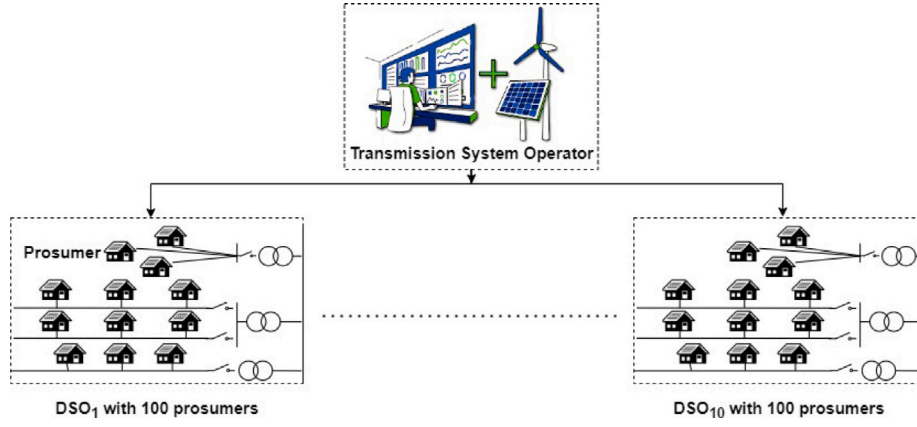 Transmission System Operator
Prosumer
DSO1 with 100 prosumers
DSO10 with 100 prosumers